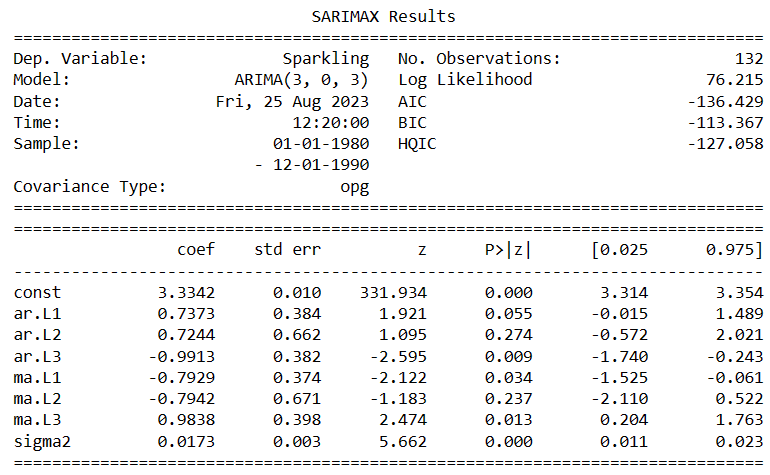 SARIMAX Results
==============================================================================
Dep. Variable:              Sparkling   No. Observations:                  132
Model:                 ARIMA(3, 0, 3)   Log Likelihood                  76.215
Date:                Fri, 25 Aug 2023   AIC                           -136.429
Time:                        12:20:00   BIC                           -113.367
Sample:                    01-01-1980   HQIC                          -127.058
                         - 12-01-1990
Covariance Type:                  opg
==============================================================================
==============================================================================
                 coef    std err          z      P>|z|      [0.025      0.975]
------------------------------------------------------------------------------
const          3.3342      0.010    331.934      0.000       3.314       3.354
ar.L1          0.7373      0.384      1.921      0.055      -0.015       1.489
ar.L2          0.7244      0.662      1.095      0.274      -0.572       2.021
ar.L3         -0.9913      0.382     -2.595      0.009      -1.740      -0.243
ma.L1         -0.7929      0.374     -2.122      0.034      -1.525      -0.061
ma.L2         -0.7942      0.671     -1.183      0.237      -2.110       0.522
ma.L3          0.9838      0.398      2.474      0.013       0.204       1.763
sigma2         0.0173      0.003      5.662      0.000       0.011       0.023
==============================================================================